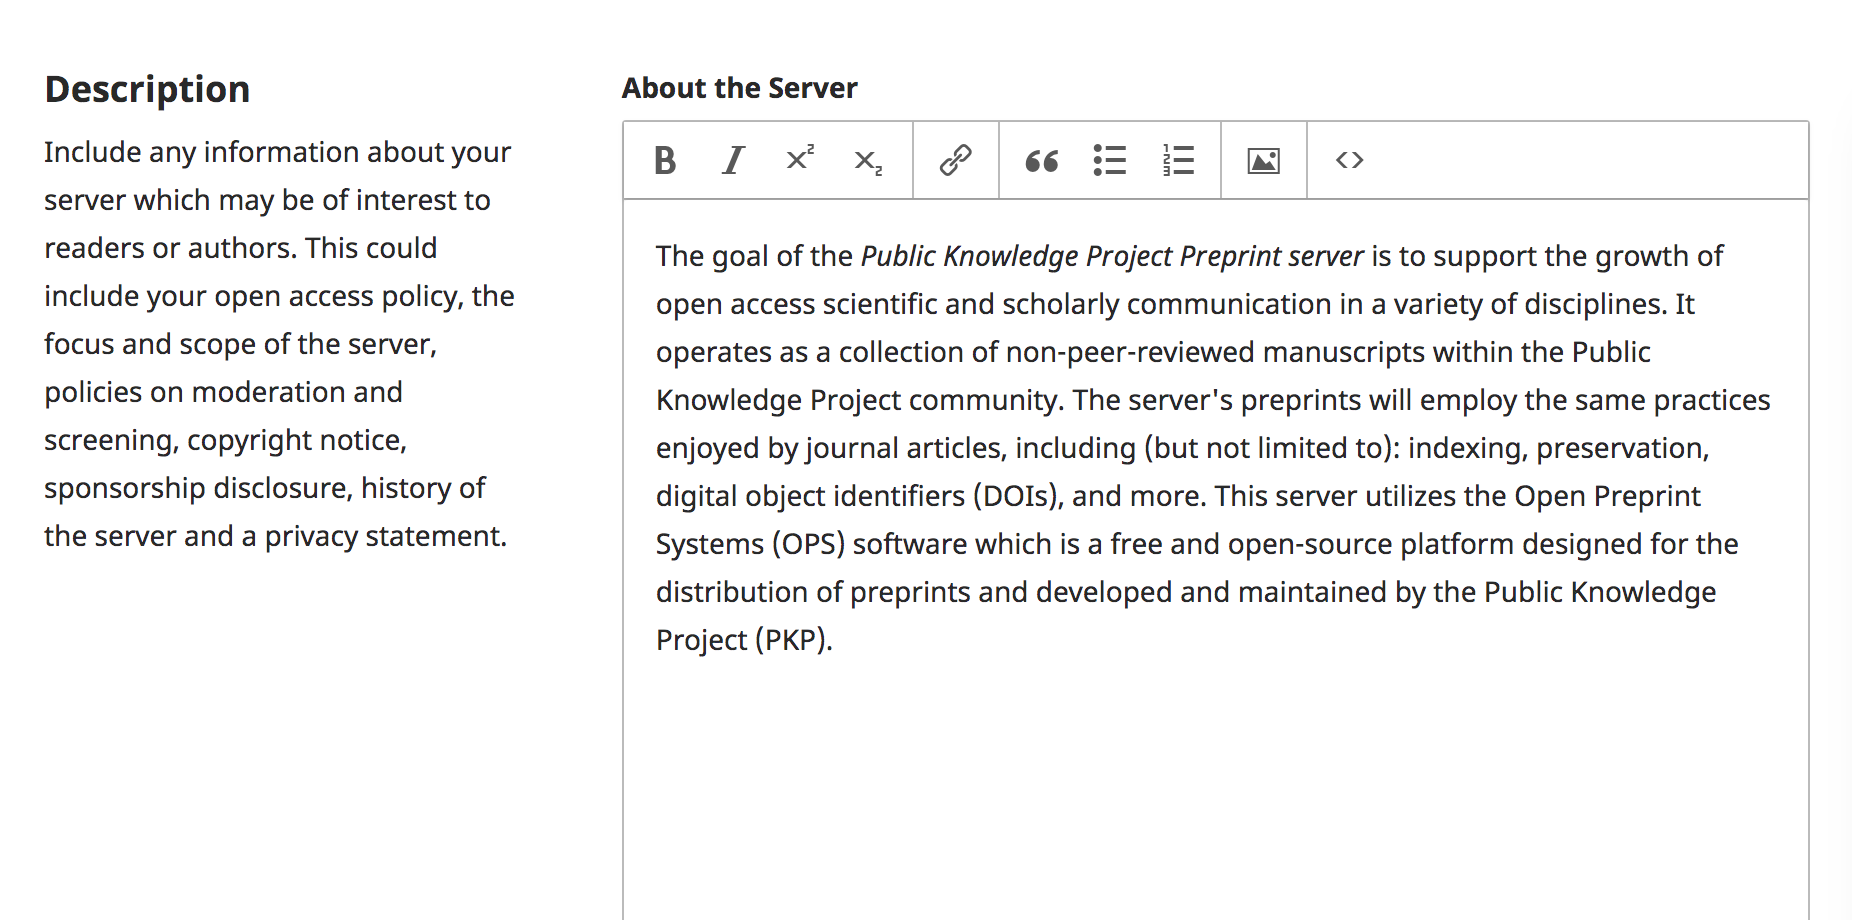 Description
Include any information about your
server which may be of interest to
readers or authors. This could
include your open access policy, the
focus and scope of the server,
policies on moderation and
screening, copyright notice,
sponsorship disclosure, history of
the server and a privacy statement.
About the Server
B I x² x₂
The goal of the Public Knowledge Project Preprint server is to support the growth of
open access scientific and scholarly communication in a variety of disciplines. It
operates as a collection of non-peer-reviewed manuscripts within the Public
Knowledge Project community. The server's preprints will employ the same practices
enjoyed by journal articles, including (but not limited to): indexing, preservation,
digital object identifiers (DOIs), and more. This server utilizes the Open Preprint
Systems (OPS) software which is a free and open-source platform designed for the
distribution of preprints and developed and maintained by the Public Knowledge
Project (PKP).